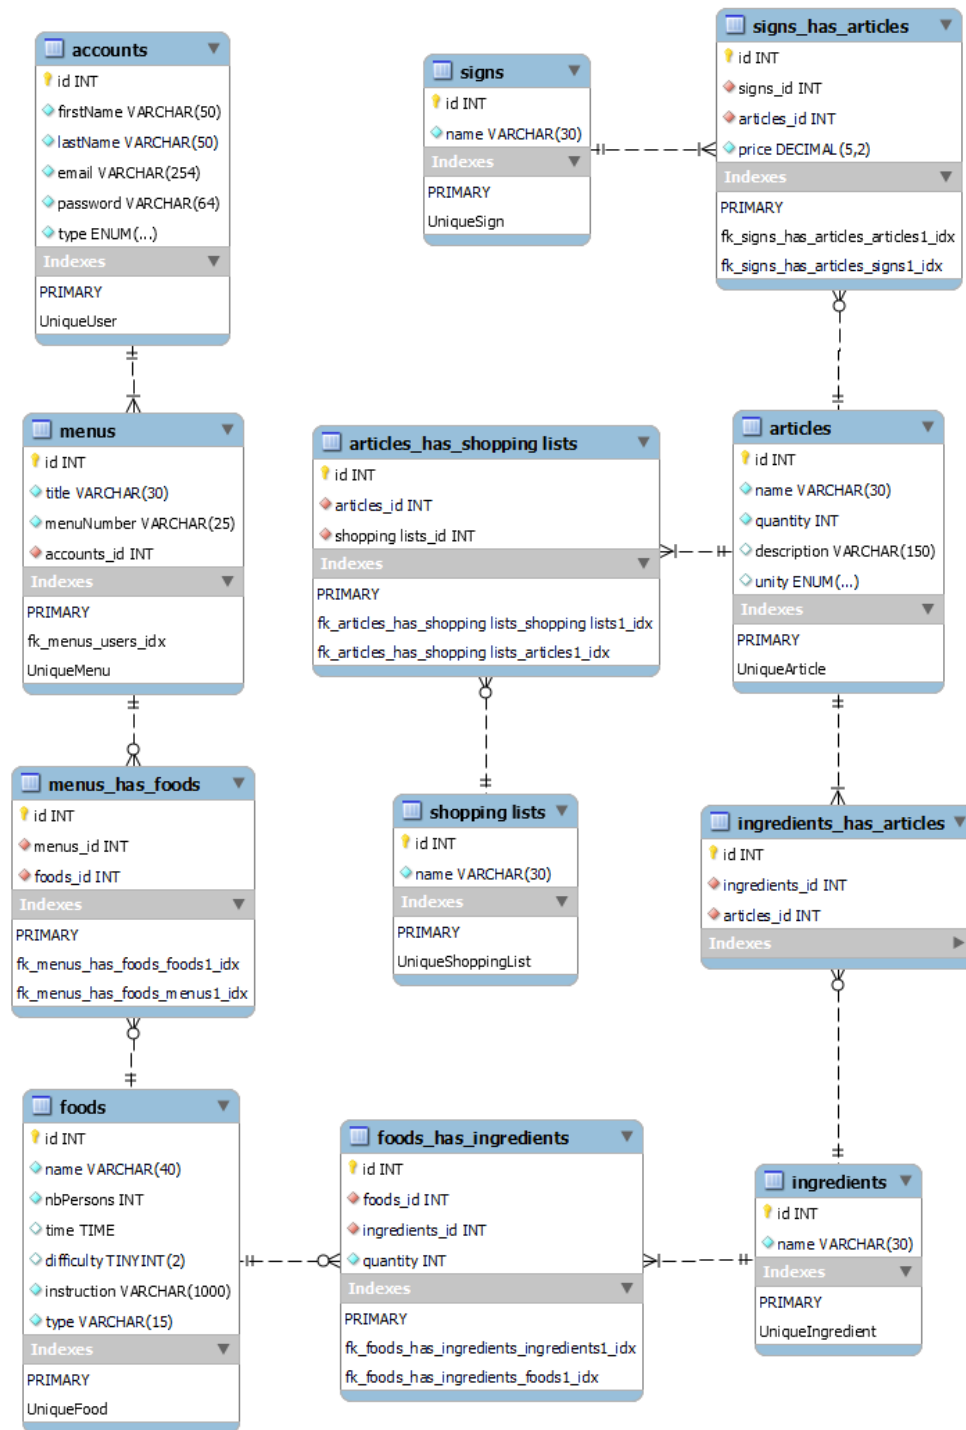 accounts
id INT
firstName VARCHAR(50)
lastName VARCHAR(50)
email VARCHAR(254)
password VARCHAR(64)
type ENUM(...)
Indexes
PRIMARY
UniqueUser
signs
id INT
name VARCHAR(30)
Indexes
PRIMARY
UniqueSign
signs_has_articles
id INT
signs_id INT
articles_id INT
price DECIMAL(5,2)
Indexes
PRIMARY
fk_signs_has_articles_articles1_idx
fk_signs_has_articles_signs1_idx
menus
id INT
title VARCHAR(30)
menuNumber VARCHAR(25)
accounts_id INT
Indexes
PRIMARY
fk_menus_users_idx
UniqueMenu
articles_has_shopping lists
id INT
articles_id INT
shopping lists_id INT
Indexes
PRIMARY
fk_articles_has_shopping lists_shopping lists1_idx
fk_articles_has_shopping lists_articles1_idx
articles
id INT
name VARCHAR(30)
quantity INT
description VARCHAR(150)
unity ENUM(...)
Indexes
PRIMARY
UniqueArticle
menus_has_foods
id INT
menus_id INT
foods_id INT
Indexes
PRIMARY
fk_menus_has_foods_foods1_idx
fk_menus_has_foods_menus1_idx
shopping lists
id INT
name VARCHAR(30)
Indexes
PRIMARY
UniqueShoppingList
ingredients_has_articles
id INT
ingredients_id INT
articles_id INT
Indexes
foods
id INT
name VARCHAR(40)
nbPersons INT
time TIME
difficulty TINYINT(2)
instruction VARCHAR(1000)
type VARCHAR(15)
Indexes
PRIMARY
UniqueFood
foods_has_ingredients
id INT
foods_id INT
ingredients_id INT
quantity INT
Indexes
PRIMARY
fk_foods_has_ingredients_ingredients1_idx
fk_foods_has_ingredients_foods1_idx
ingredients
id INT
name VARCHAR(30)
Indexes
PRIMARY
UniqueIngredient